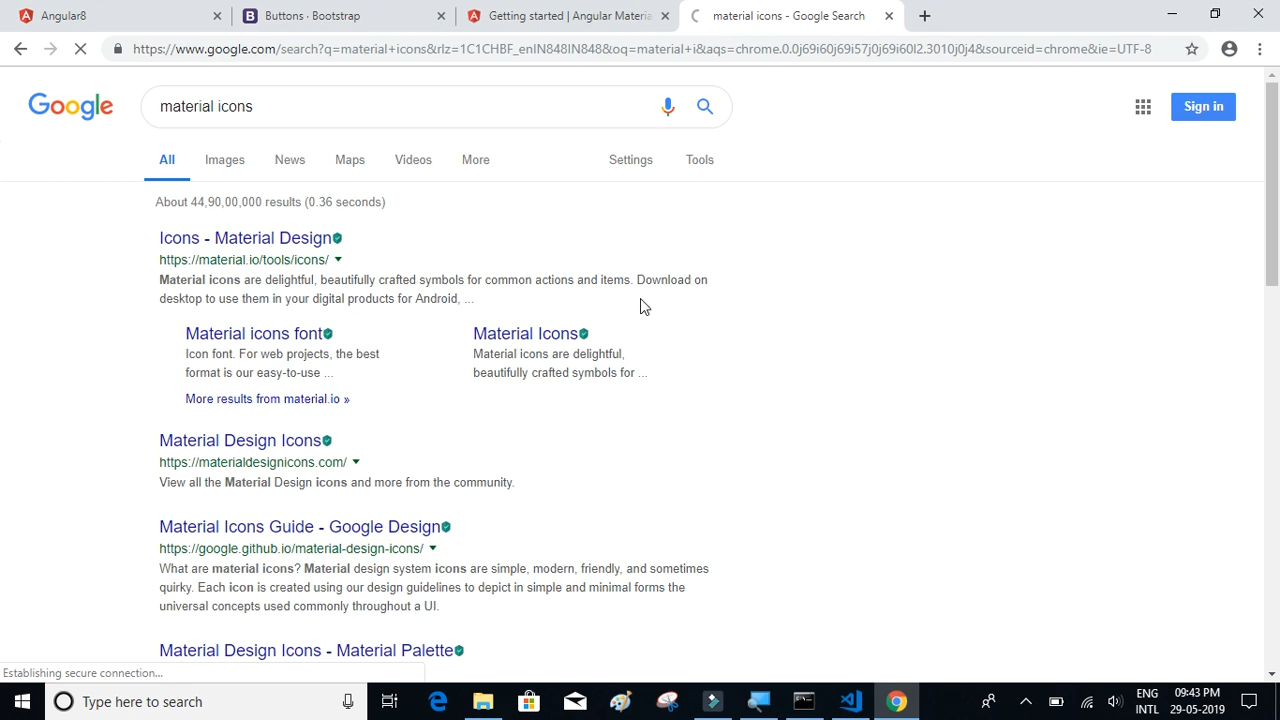 Angular8
Buttons · Bootstrap
Getting started | Angular Materia
material icons - Google Search
https://www.google.com/search?q=material+icons&rlz=1C1CHBF_enIN848IN848&oq=material+i&aqs=chrome.0.0j69i60j69i57j0j69i60l2.3010j0j4&sourceid=chrome&ie=UTF-8
Google
material icons
Sign in
All Images News Maps Videos More Settings Tools
About 44,90,00,000 results (0.36 seconds)
Icons - Material Design
https://material.io/tools/icons/
Material icons are delightful, beautifully crafted symbols for common actions and items. Download on
desktop to use them in your digital products for Android, ...
Material icons font
Icon font. For web projects, the best
format is our easy-to-use ...
Material Icons
Material icons are delightful,
beautifully crafted symbols for ...
More results from material.io »
Material Design Icons
https://materialdesignicons.com/
View all the Material Design icons and more from the community.
Material Icons Guide - Google Design
https://google.github.io/material-design-icons/
What are material icons? Material design system icons are simple, modern, friendly, and sometimes
quirky. Each icon is created using our design guidelines to depict in simple and minimal forms the
universal concepts used commonly throughout a UI.
Material Design Icons - Material Palette
Establishing secure connection...
Type here to search
ENG
INTL
09:43 PM
29-05-2019